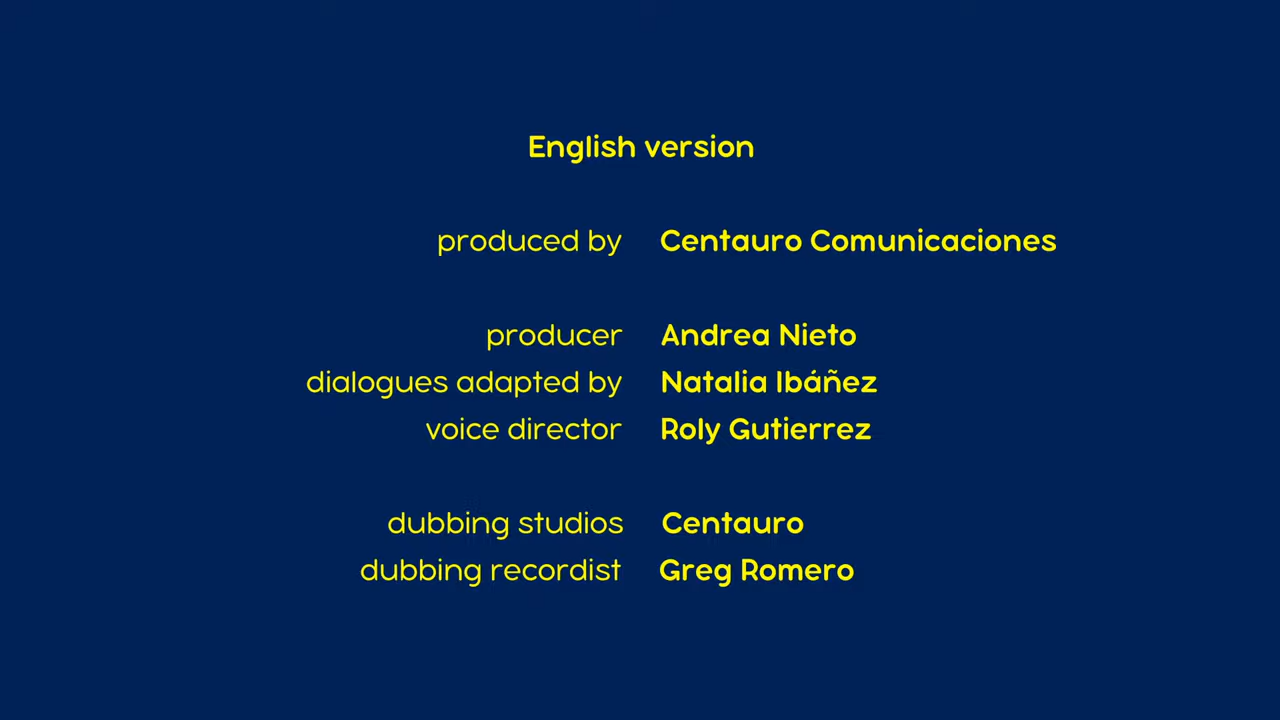 English version
produced by Centauro Comunicaciones
producer Andrea Nieto
dialogues adapted by Natalia Ibáñez
voice director Roly Gutierrez
dubbing studios Centauro
dubbing recordist Greg Romero